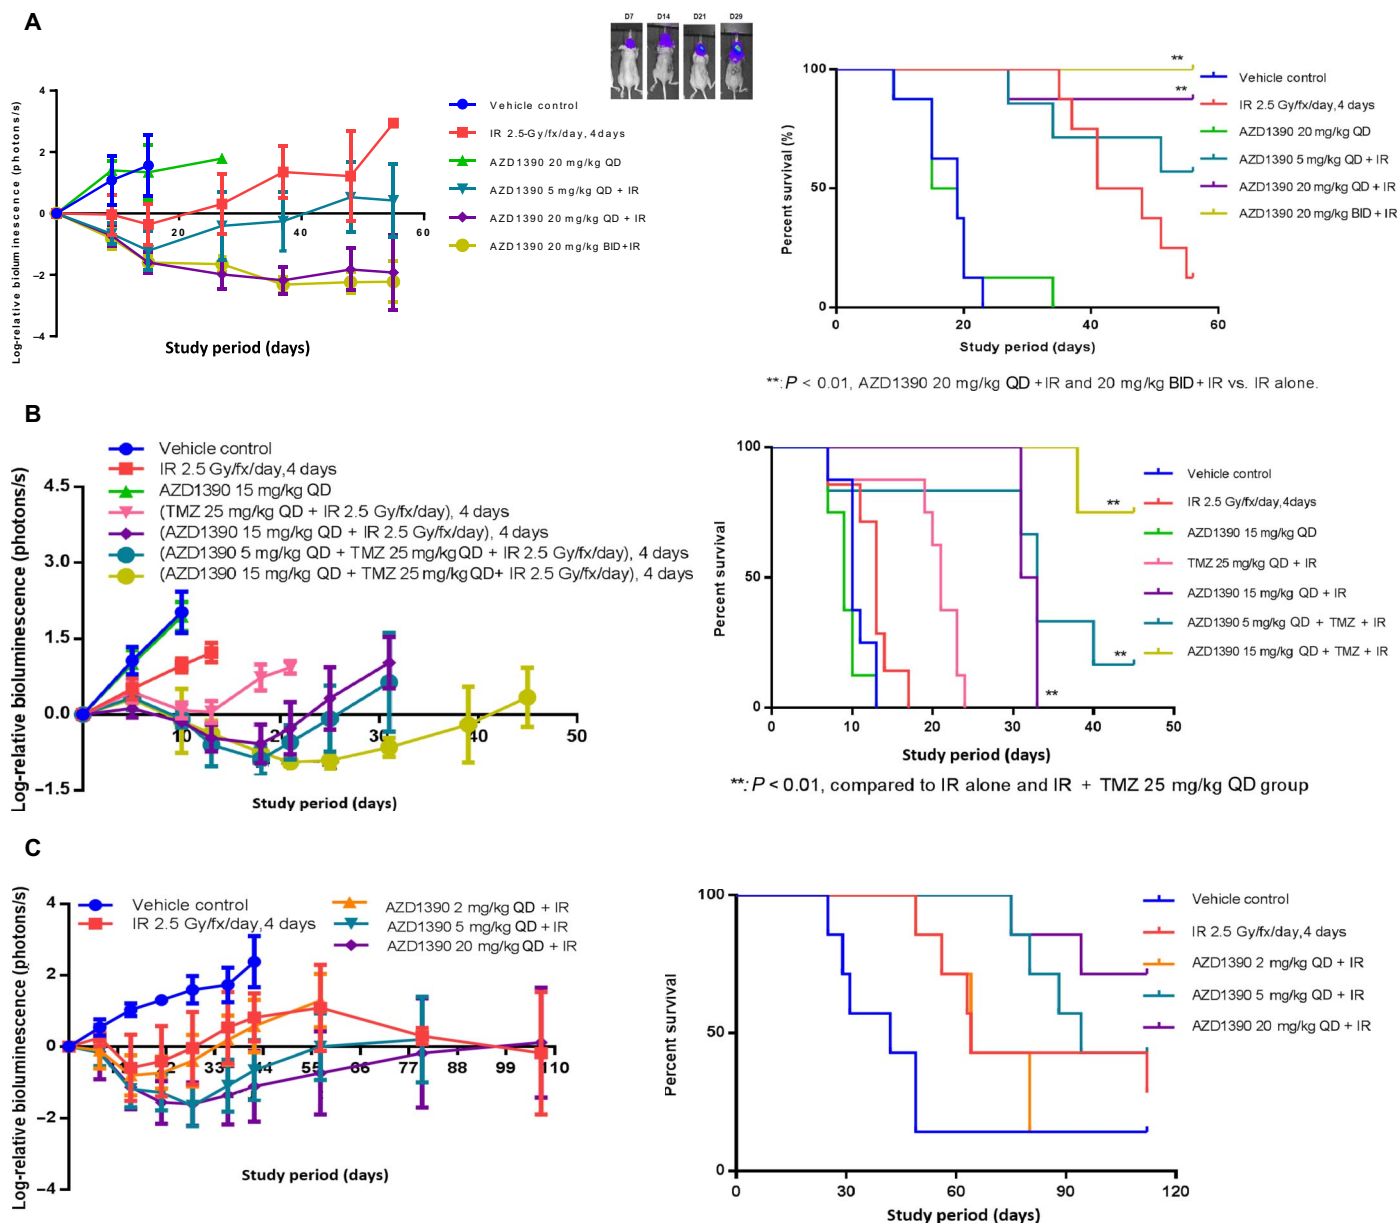 A
D7 D14 D21 D29
Log-relative bioluminescence (photons/s)
4
2
0
−2
−4
20 40 60
Study period (days)
Vehicle control
IR 2.5-Gy/fx/day, 4days
AZD1390 20 mg/kg QD
AZD1390 5 mg/kg QD + IR
AZD1390 20 mg/kg QD + IR
AZD1390 20 mg/kg BID+IR
Percent survival (%)
100
50
0
0 20 40 60
Study period (days)
**
**
Vehicle control
IR 2.5 Gy/fx/day, 4 days
AZD1390 20 mg/kg QD
AZD1390 5 mg/kg QD + IR
AZD1390 20 mg/kg QD + IR
AZD1390 20 mg/kg BID + IR
**: P < 0.01, AZD1390 20 mg/kg QD + IR and 20 mg/kg BID + IR vs. IR alone.
B
Vehicle control
IR 2.5 Gy/fx/day,4 days
AZD1390 15 mg/kg QD
(TMZ 25 mg/kg QD + IR 2.5 Gy/fx/day), 4 days
(AZD1390 15 mg/kg QD + IR 2.5 Gy/fx/day), 4 days
(AZD1390 5 mg/kg QD + TMZ 25 mg/kg QD + IR 2.5 Gy/fx/day), 4 days
(AZD1390 15 mg/kg QD + TMZ 25 mg/kg QD+ IR 2.5 Gy/fx/day), 4 days
Log-relative bioluminescence (photons/s)
4.5
3.0
1.5
0.0
−1.5
10 20 30 40 50
Study period (days)
Percent survival
100
50
0
0 10 20 30 40 50
Study period (days)
**
**
**
Vehicle control
IR 2.5 Gy/fx/day,4days
AZD1390 15 mg/kg QD
TMZ 25 mg/kg QD + IR
AZD1390 15 mg/kg QD + IR
AZD1390 5 mg/kg QD + TMZ + IR
AZD1390 15 mg/kg QD + TMZ + IR
**: P < 0.01, compared to IR alone and IR + TMZ 25 mg/kg QD group
C
Log-relative bioluminescence (photons/s)
4
2
0
−2
−4
11 22 33 44 55 66 77 88 99 110
Study period (days)
Vehicle control
IR 2.5 Gy/fx/day,4 days
AZD1390 2 mg/kg QD + IR
AZD1390 5 mg/kg QD + IR
AZD1390 20 mg/kg QD + IR
Percent survival
100
50
0
0 30 60 90 120
Study period (days)
Vehicle control
IR 2.5 Gy/fx/day,4 days
AZD1390 2 mg/kg QD + IR
AZD1390 5 mg/kg QD + IR
AZD1390 20 mg/kg QD + IR